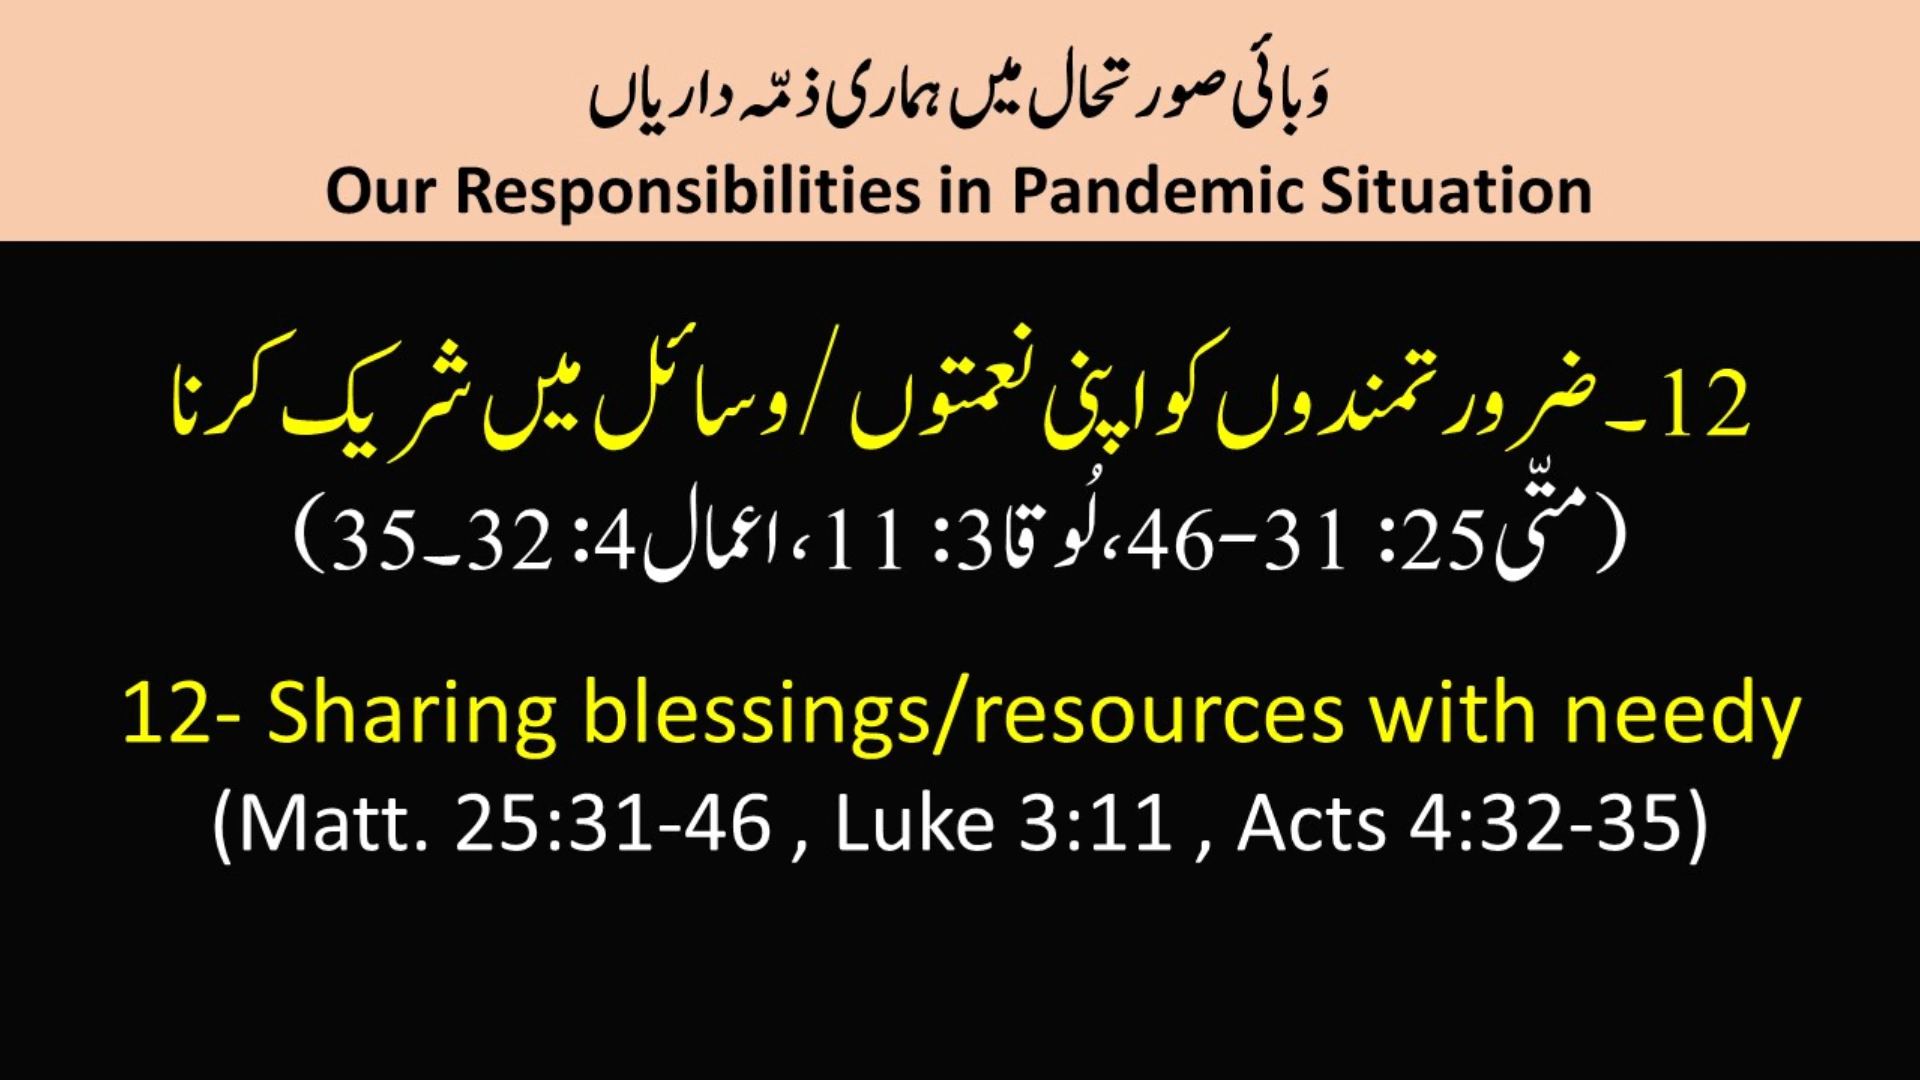 وَبائی صورتحال میں ہماری ذمّہ داریاں
Our Responsibilities in Pandemic Situation
12۔ضرورتمندوں کو اپنی نعمتوں/وسائل میں شریک کرنا
(متّی25: 31-46،لُوقا3: 11،اعمال4: 32۔35)
12- Sharing blessings/resources with needy
(Matt. 25:31-46 , Luke 3:11 , Acts 4:32-35)